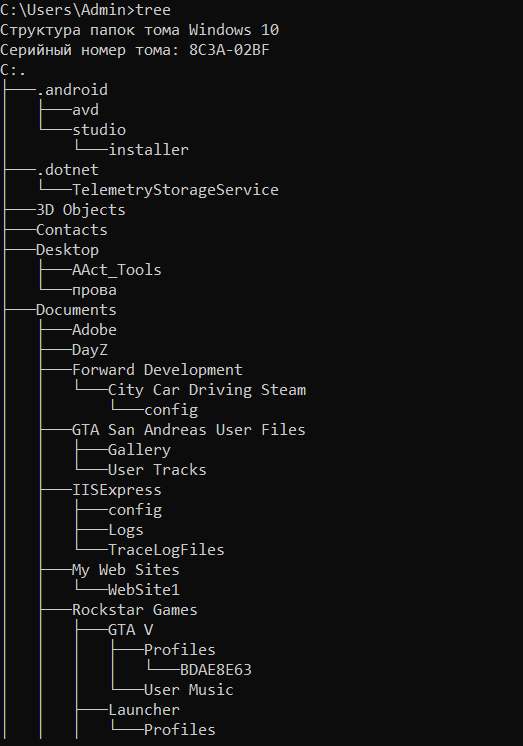 C:\Users\Admin>tree
Структура папок тома Windows 10
Серийный номер тома: 8C3A-02BF
C:.
├───.android
│   ├───avd
│   └───studio
│       └───installer
├───.dotnet
│   └───TelemetryStorageService
├───3D Objects
├───Contacts
├───Desktop
│   ├───AAct_Tools
│   └───прова
├───Documents
│   ├───Adobe
│   ├───DayZ
│   ├───Forward Development
│   │   └───City Car Driving Steam
│   │       └───config
│   ├───GTA San Andreas User Files
│   │   ├───Gallery
│   │   └───User Tracks
│   ├───IISExpress
│   │   ├───config
│   │   ├───Logs
│   │   └───TraceLogFiles
│   ├───My Web Sites
│   │   └───WebSite1
│   ├───Rockstar Games
│   │   ├───GTA V
│   │   │   ├───Profiles
│   │   │   │   └───BDAE8E63
│   │   │   └───User Music
│   │   ├───Launcher
│   │   │   └───Profiles